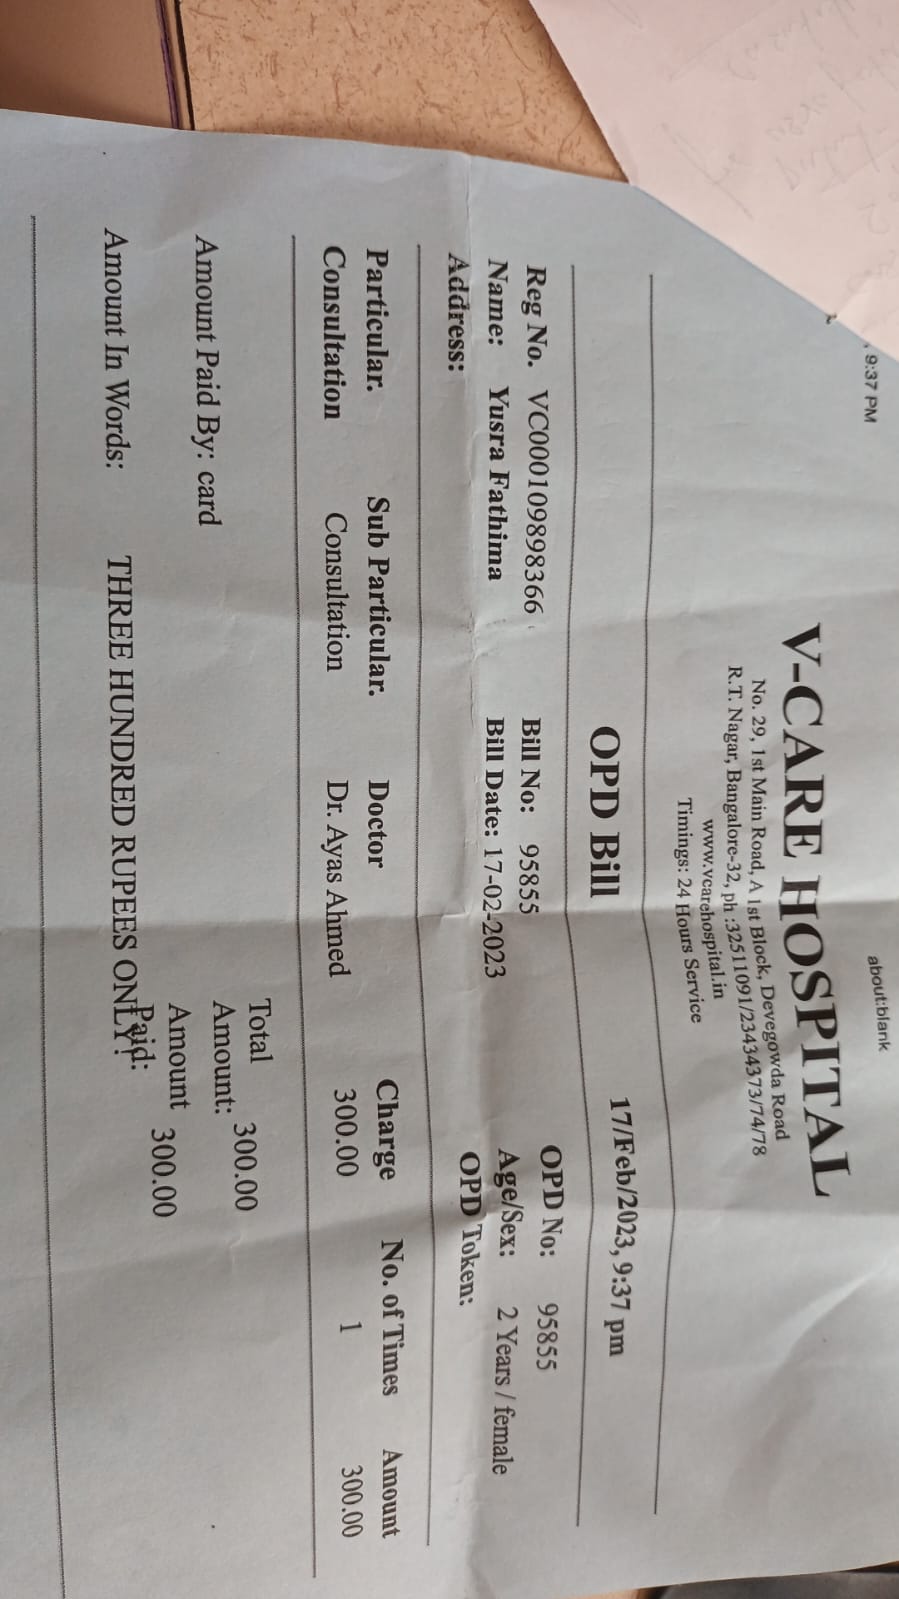 , 9:37 PM
about:blank
V-CARE HOSPITAL
No. 29, 1st Main Road, A 1st Block, Devegowda Road
R.T. Nagar, Bangalore-32, ph :32511091/23434373/74/78
www.vcarehospital.in
Timings: 24 Hours Service
OPD Bill 17/Feb/2023, 9:37 pm
Reg No. VC00010989836​6 Bill No: 95855 OPD No: 95855
Name: Yusra Fathima Bill Date: 17-02-2023 Age/Sex: 2 Years / female
Address: OPD Token:
Particular. Sub Particular. Doctor Charge No. of Times Amount
Consultation Consultation Dr. Ayas Ahmed 300.00 1 300.00
Total Amount: 300.00
Amount Paid By: card
Amount Paid: 300.00
Amount In Words: THREE HUNDRED RUPEES ONLY!